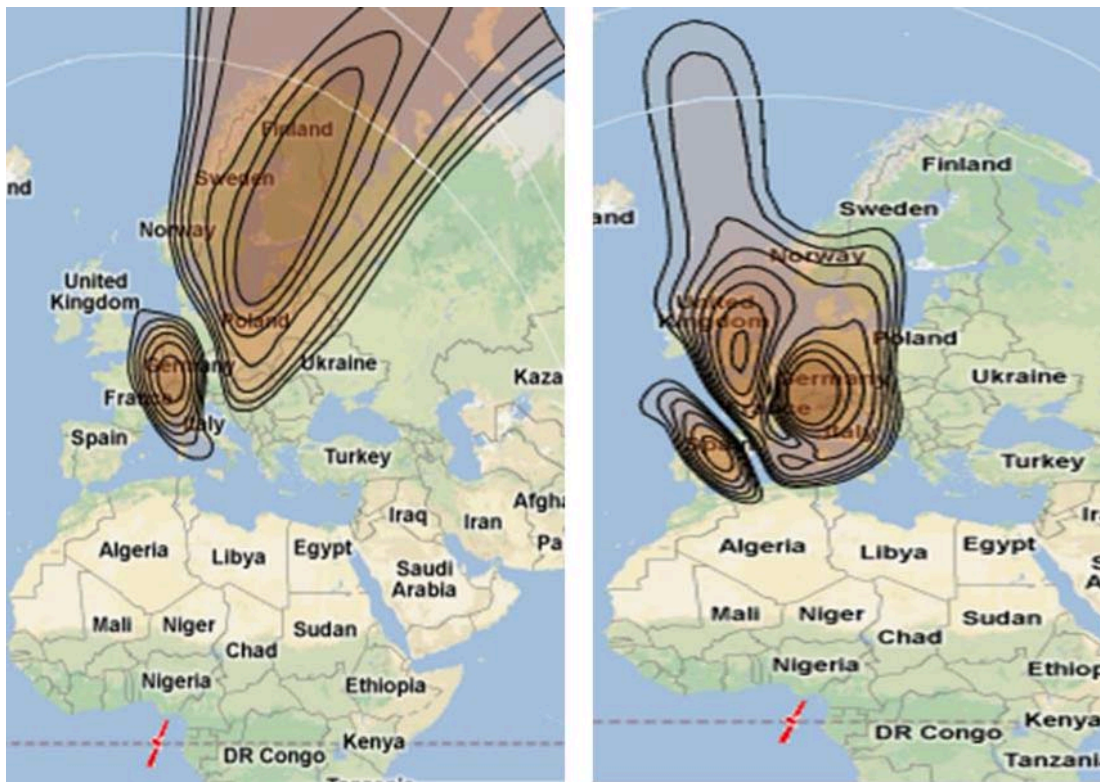 Finland
Sweden
nd
Norway
United
Kingdom
Poland
Germany
Ukraine
France
Kaza
Italy
Spain
Turkey
Afgha
Iraq
Iran
Pa
Algeria
Libya
Egypt
Saudi
Arabia
Mali
Niger
Sudan
Chad
Nigeria
Ethiopia
Kenya
DR Congo
Finland
Sweden
and
Norway
United
Kingdom
Poland
Germany
Ukraine
Italy
Turkey
Algeria
Libya
Egypt
S
A
Mali
Niger
Sudan
Chad
Nigeria
Ethiop
Kenya
DR Congo
Tanzani